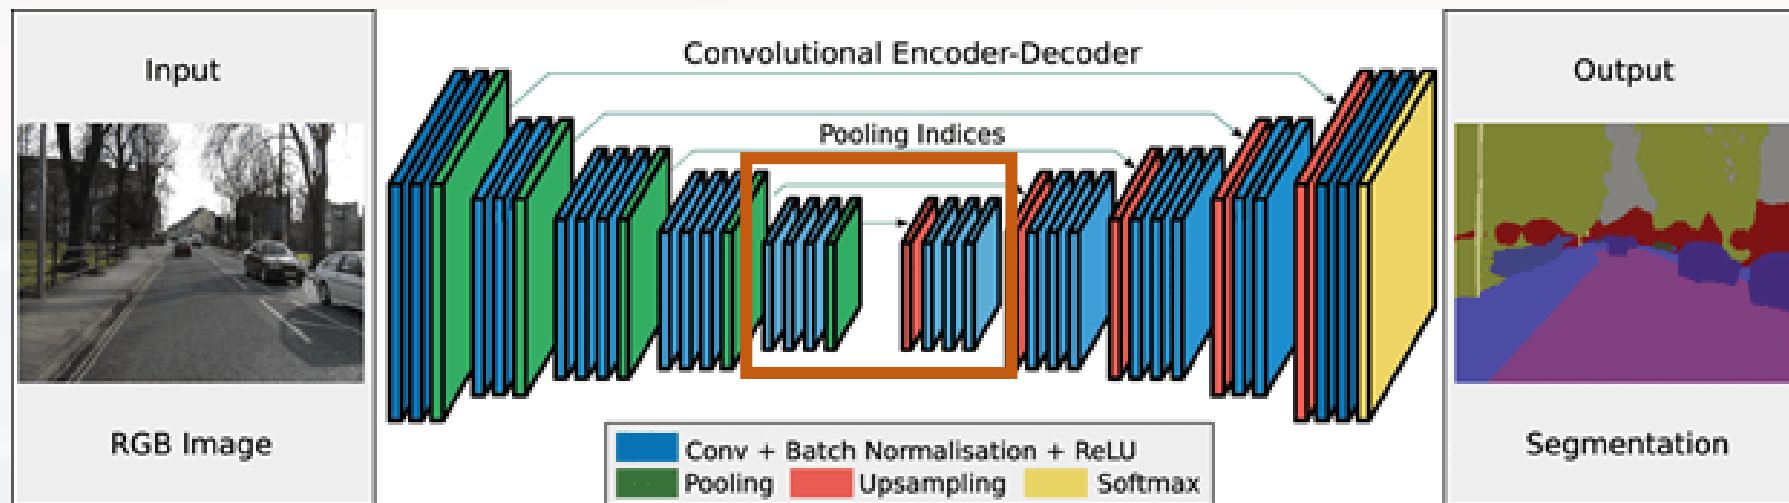 Input
Convolutional Encoder-Decoder
Output
Pooling Indices
RGB Image
Segmentation
Conv + Batch Normalisation + ReLU
Pooling Upsampling Softmax